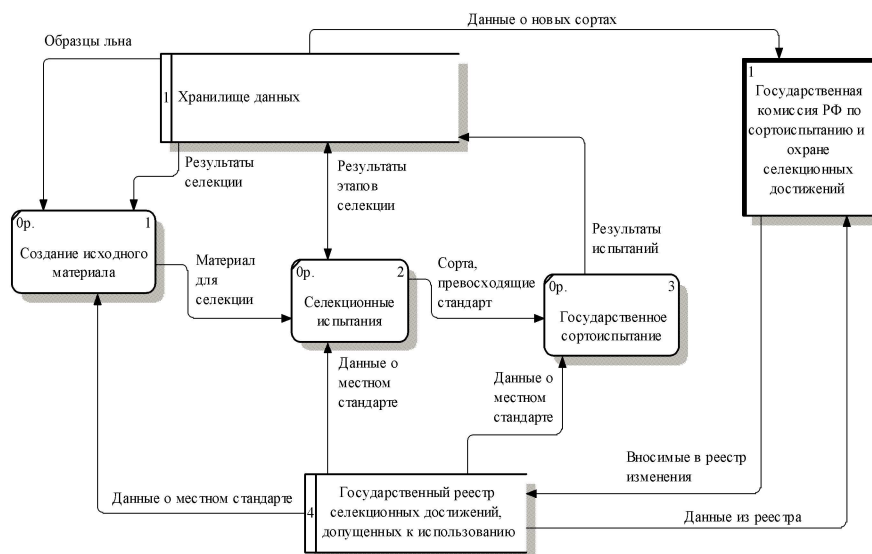 Данные о новых сортах
Образцы льна
1
Хранилище данных
1
Государственная
комиссия РФ по
сортоиспытанию и
охране
селекционных
достижений
Результаты
селекции
Результаты
этапов
селекции
0р.
1
Создание исходного
материала
Материал
для
селекции
0р.
2
Селекционные
испытания
Сорта,
превосходящие
стандарт
Результаты
испытаний
0р.
3
Государственное
сортоиспытание
Данные о
местном
стандарте
Данные о
местном
стандарте
Вносимые в реестр
изменения
Данные о местном стандарте
4
Государственный реестр
селекционных достижений,
допущенных к использованию
Данные из реестра